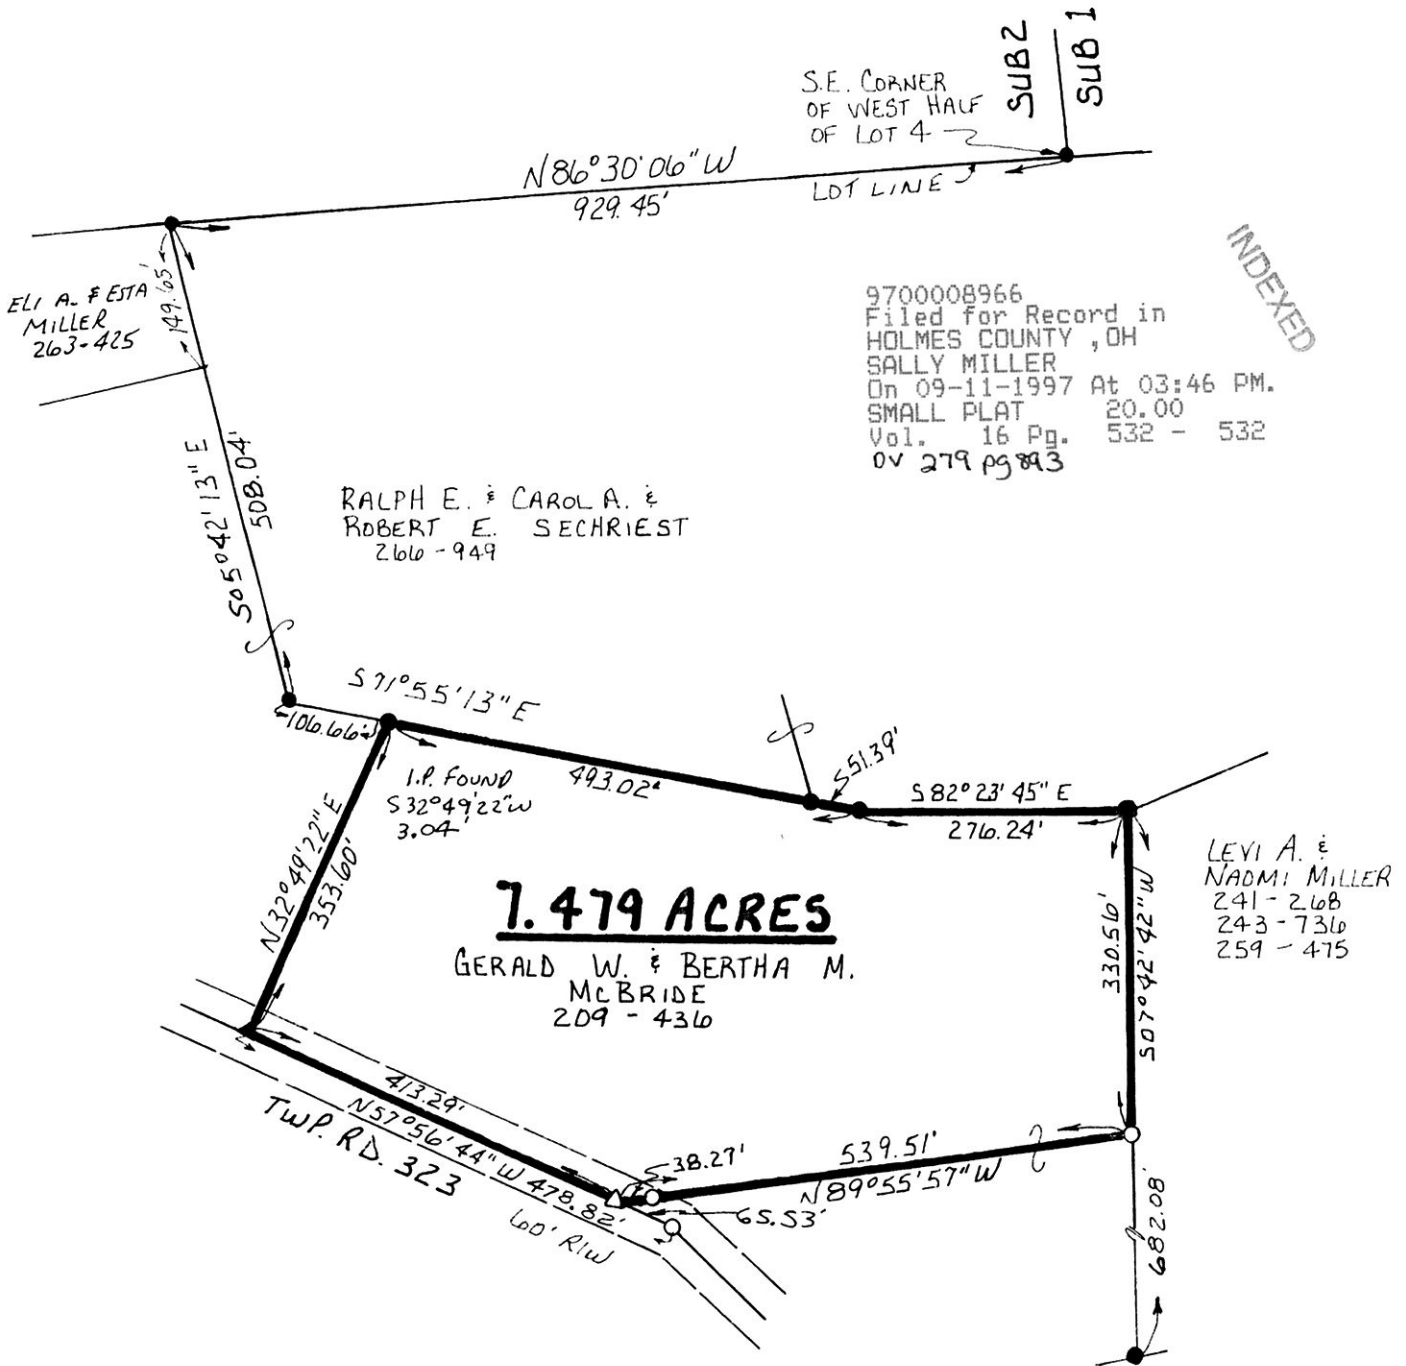 SUB 2
SUB 1
S.E. CORNER
OF WEST HALF
OF LOT 4
N86°30'06"W
929.45'
LOT LINE
INDEXED
ELI A. & ESTA
MILLER
263-425
149.65'
9700008966
Filed for Record in
HOLMES COUNTY ,OH
SALLY MILLER
On 09-11-1997 At 03:46 PM.
SMALL PLAT 20.00
Vol. 16 Pg. 532 - 532
OV 279 pg 893
S05°42'13"E
508.04'
RALPH E. & CAROL A. &
ROBERT E. SECHRIEST
266-949
S71°55'13"E
106.66'
493.02'
51.39'
I.P. FOUND
S32°49'22"W
3.04'
S82°23'45"E
276.24'
N32°49'22"E
353.60'
7.479 ACRES
GERALD W. & BERTHA M.
McBRIDE
209-436
330.56'
S07°42'42"W
LEVI A. &
NAOMI MILLER
241-268
243-736
259-475
413.29'
N57°56'44"W 478.82'
TWP. RD. 323
60' R/W
38.27'
65.53'
539.51'
N89°55'57"W
682.08'